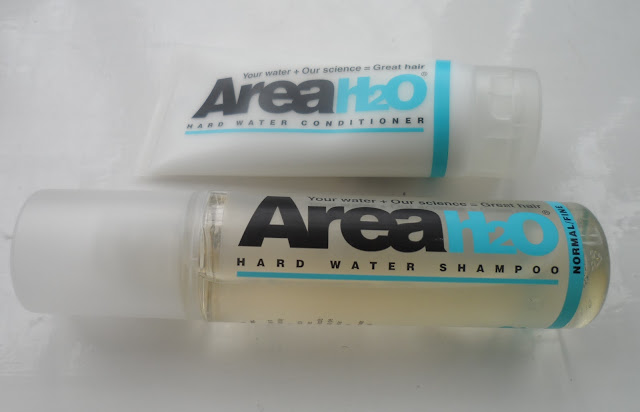 Your water + Our science = Great hair
AreaH2O®
HARD WATER CONDITIONER
Your water + Our science = Great hair
AreaH2O®
HARD WATER SHAMPOO
NORMAL/FINE